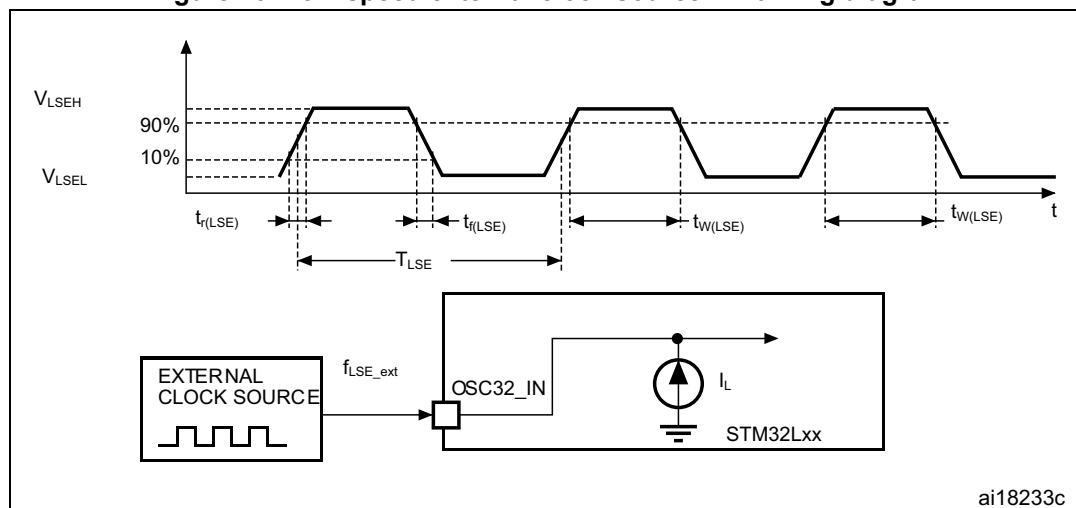 V_LSEH
90%
10%
V_LSEL
t_r(LSE)
t_f(LSE)
t_W(LSE)
t_W(LSE)
t
T_LSE
EXTERNAL
CLOCK SOURCE
f_LSE_ext
OSC32_IN
I_L
STM32Lxx
ai18233c